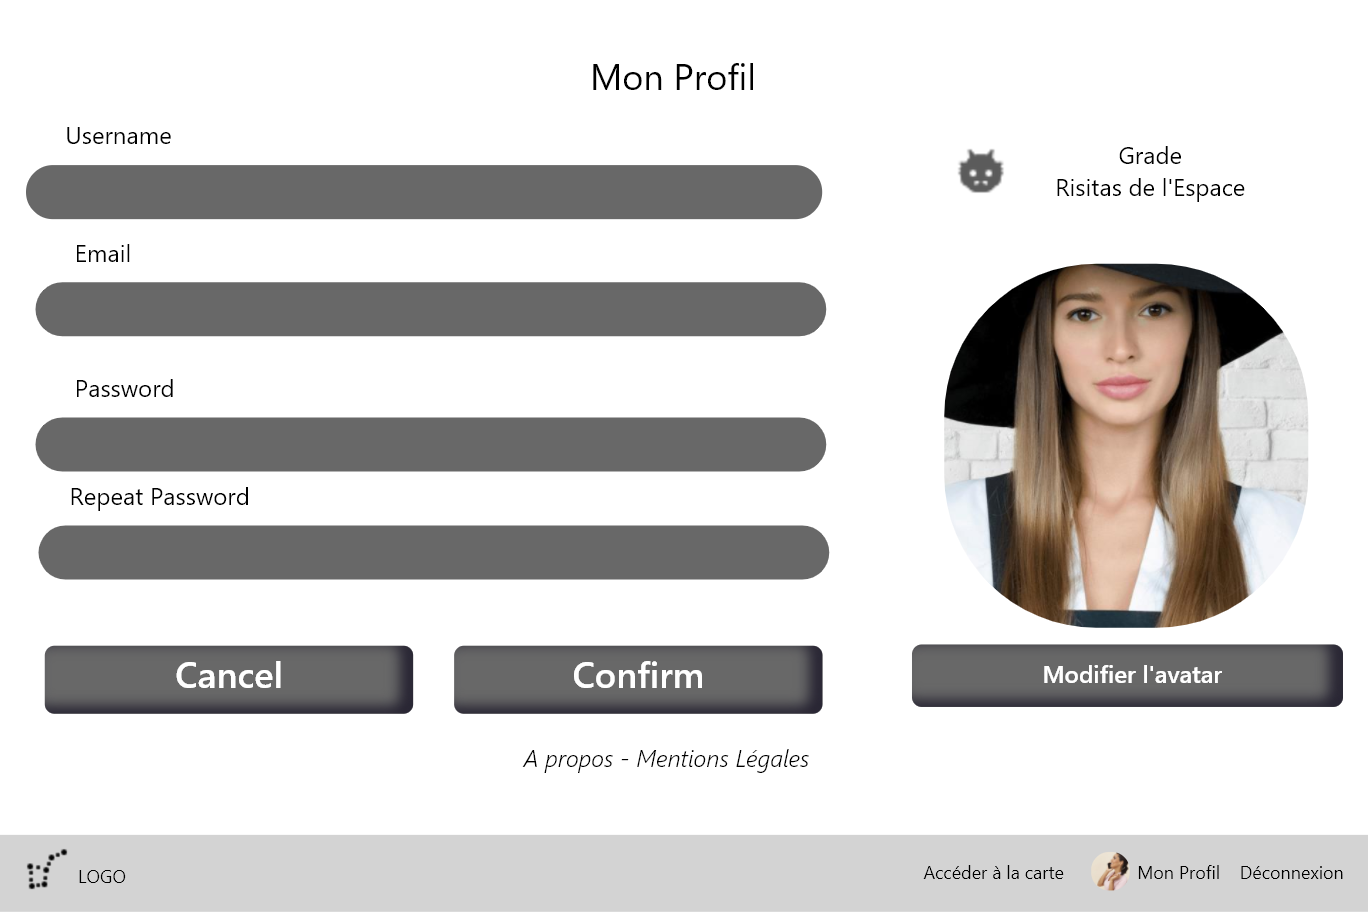 Mon Profil
Username
Email
Password
Repeat Password
Cancel
Confirm
Grade
Risitas de l'Espace
Modifier l'avatar
A propos - Mentions Légales
LOGO
Accéder à la carte
Mon Profil
Déconnexion